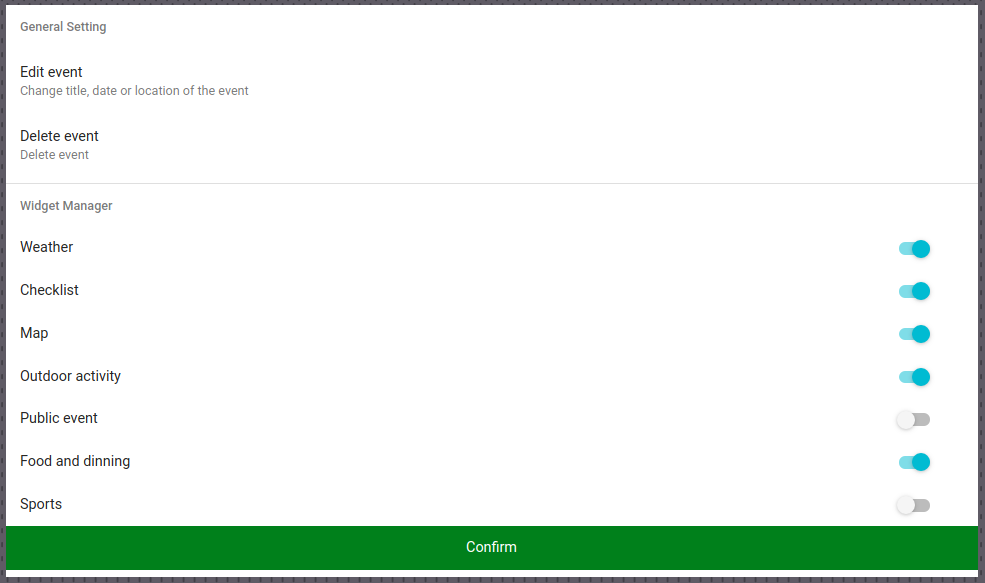 General Setting
Edit event
Change title, date or location of the event
Delete event
Delete event
Widget Manager
Weather
Checklist
Map
Outdoor activity
Public event
Food and dinning
Sports
Confirm